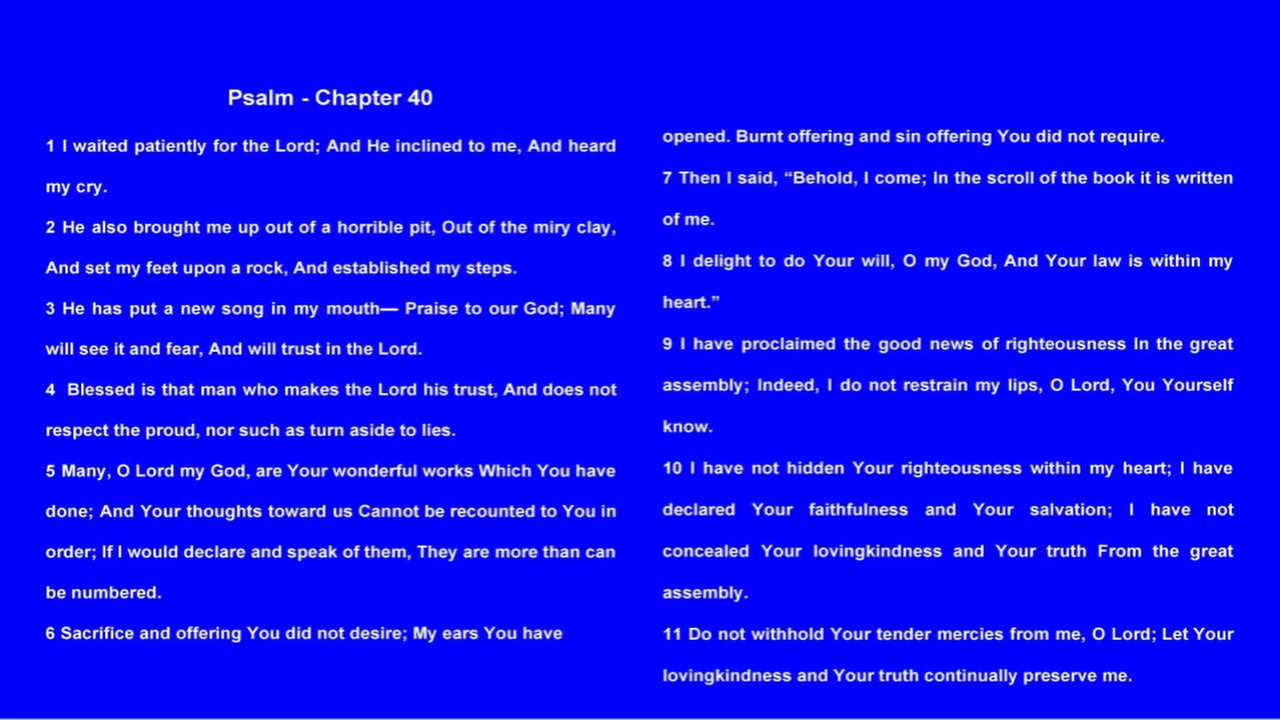 Psalm - Chapter 40
1 I waited patiently for the Lord; And He inclined to me, And heard
my cry.
2 He also brought me up out of a horrible pit, Out of the miry clay,
And set my feet upon a rock, And established my steps.
3 He has put a new song in my mouth— Praise to our God; Many
will see it and fear, And will trust in the Lord.
4 Blessed is that man who makes the Lord his trust, And does not
respect the proud, nor such as turn aside to lies.
5 Many, O Lord my God, are Your wonderful works Which You have
done; And Your thoughts toward us Cannot be recounted to You in
order; If I would declare and speak of them, They are more than can
be numbered.
6 Sacrifice and offering You did not desire; My ears You have
opened. Burnt offering and sin offering You did not require.
7 Then I said, “Behold, I come; In the scroll of the book it is written
of me.
8 I delight to do Your will, O my God, And Your law is within my
heart.”
9 I have proclaimed the good news of righteousness In the great
assembly; Indeed, I do not restrain my lips, O Lord, You Yourself
know.
10 I have not hidden Your righteousness within my heart; I have
declared Your faithfulness and Your salvation; I have not
concealed Your lovingkindness and Your truth From the great
assembly.
11 Do not withhold Your tender mercies from me, O Lord; Let Your
lovingkindness and Your truth continually preserve me.